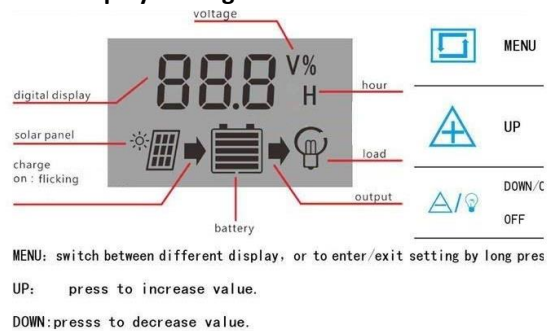 voltage
88.8 V%
H
MENU
digital display
hour
UP
solar panel
charge
on : flicking
load
output
battery
DOWN/
OFF
MENU: switch between different display, or to enter/exit setting by long pres
UP: press to increase value.
DOWN:presss to decrease value.